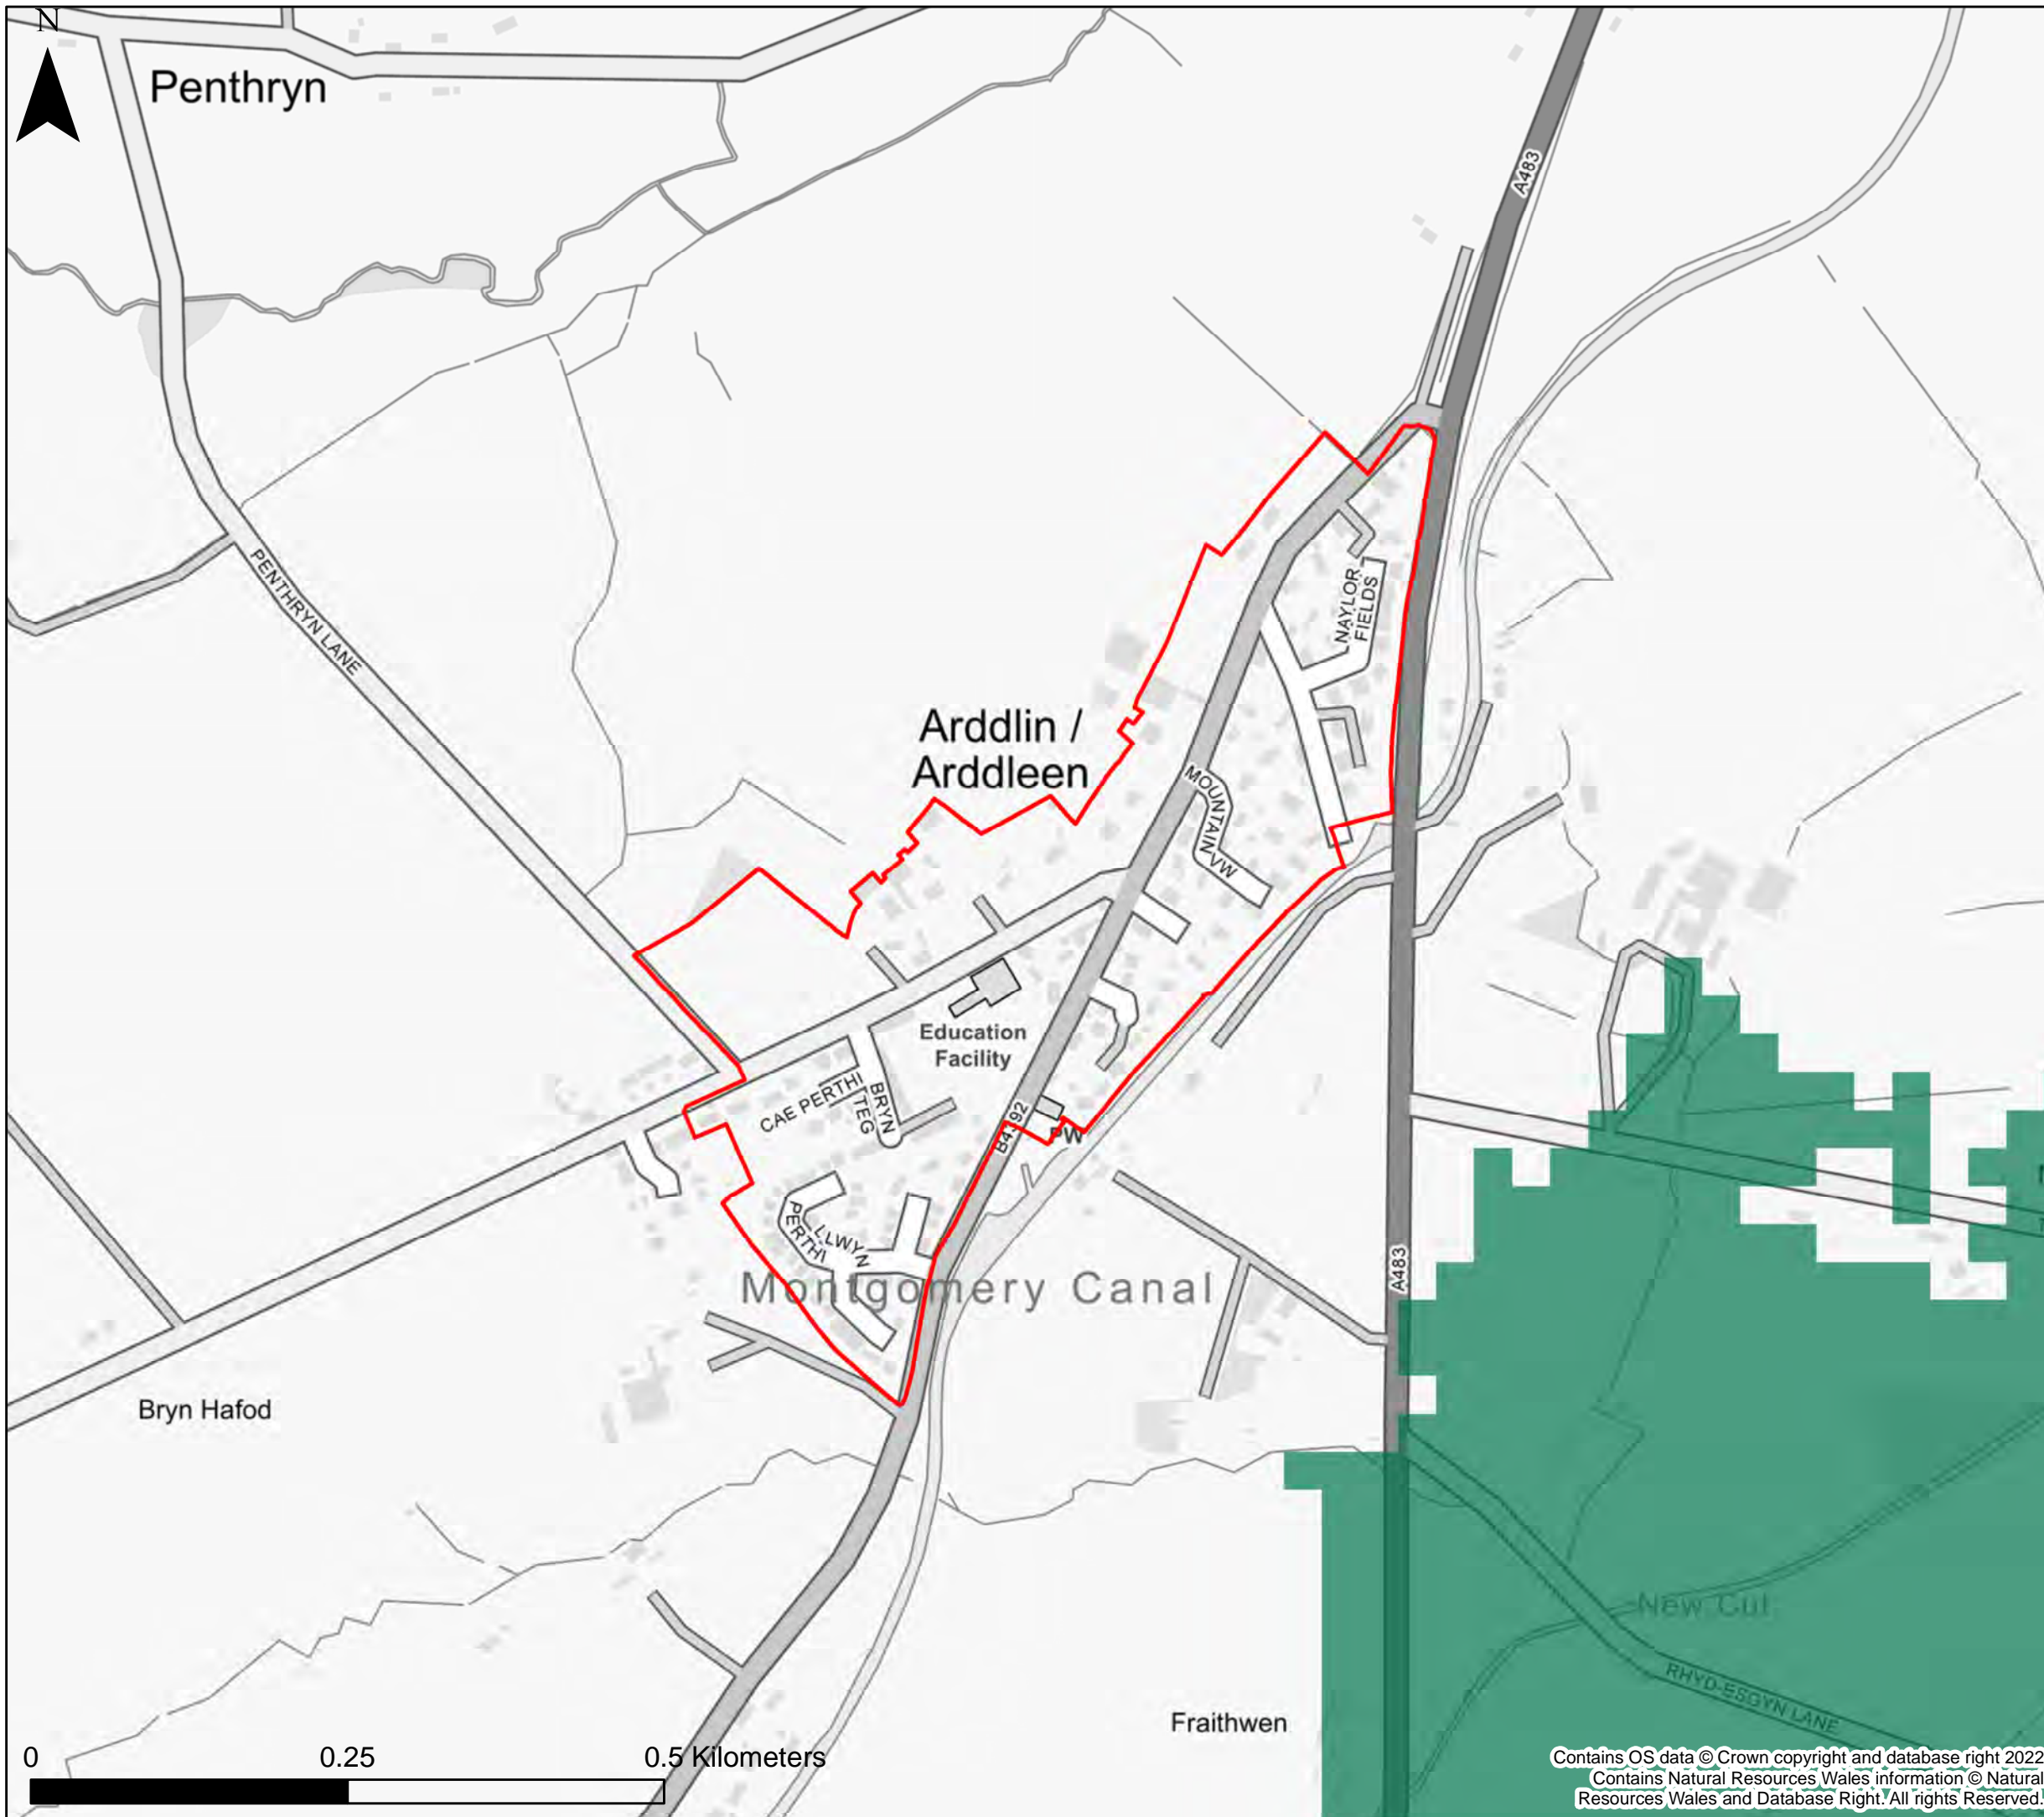 N
Penthryn
A483
PENTHRYN LANE
NAYLOR
FIELDS
Arddlin /
Arddleen
MOUNTAIN VW
Education
Facility
CAE PERTHI
BRYN
TEG
B4392
PW
LLWYN
PERTHI
Montgomery Canal
A483
Bryn Hafod
New Cut
RHYD-ESGYN LANE
Fraithwen
0 0.25 0.5 Kilometers
Contains OS data © Crown copyright and database right 2022
Contains Natural Resources Wales information © Natural
Resources Wales and Database Right. All rights Reserved.